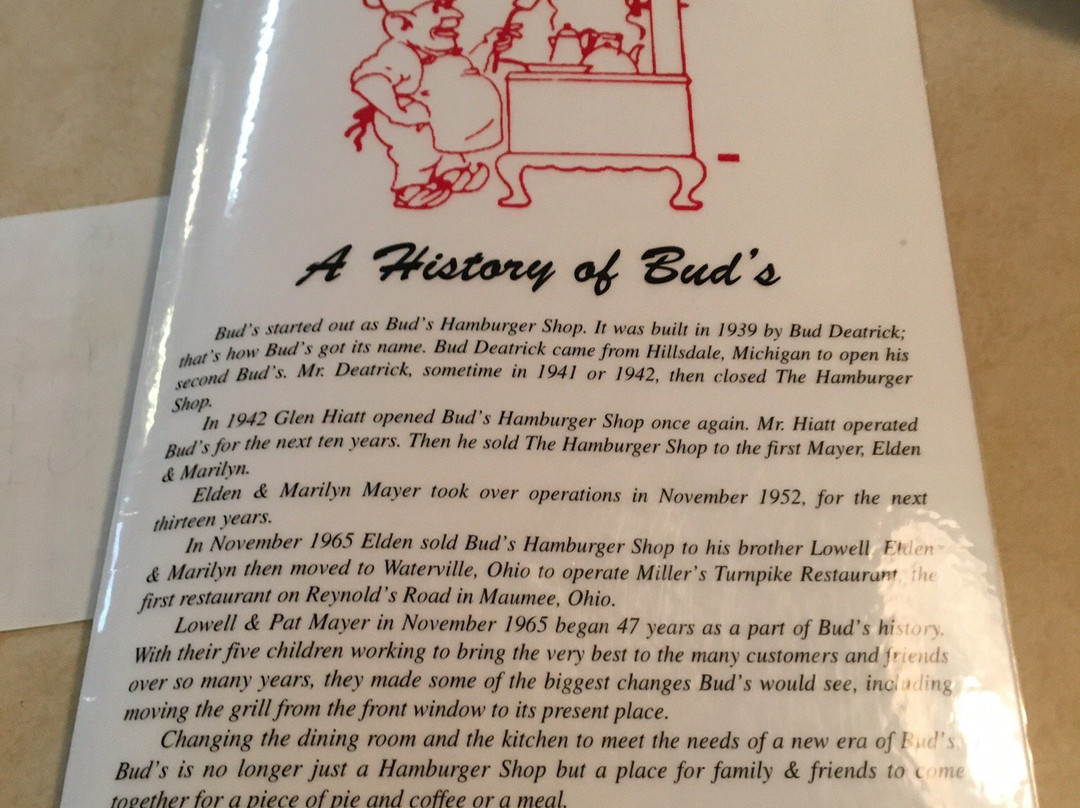 A History of Bud's
Bud's started out as Bud's Hamburger Shop. It was built in 1939 by Bud Deatrick;
that's how Bud's got its name. Bud Deatrick came from Hillsdale, Michigan to open his
second Bud's. Mr. Deatrick, sometime in 1941 or 1942, then closed The Hamburger
Shop.
In 1942 Glen Hiatt opened Bud's Hamburger Shop once again. Mr. Hiatt operated
Bud's for the next ten years. Then he sold The Hamburger Shop to the first Mayer, Elden
& Marilyn.
Elden & Marilyn Mayer took over operations in November 1952, for the next
thirteen years.
In November 1965 Elden sold Bud's Hamburger Shop to his brother Lowell. Elden
& Marilyn then moved to Waterville, Ohio to operate Miller's Turnpike Restaurant, the
first restaurant on Reynold's Road in Maumee, Ohio.
Lowell & Pat Mayer in November 1965 began 47 years as a part of Bud's history.
With their five children working to bring the very best to the many customers and friends
over so many years, they made some of the biggest changes Bud's would see, including
moving the grill from the front window to its present place.
Changing the dining room and the kitchen to meet the needs of a new era of Bud's.
Bud's is no longer just a Hamburger Shop but a place for family & friends to come
together for a piece of pie and coffee or a meal.